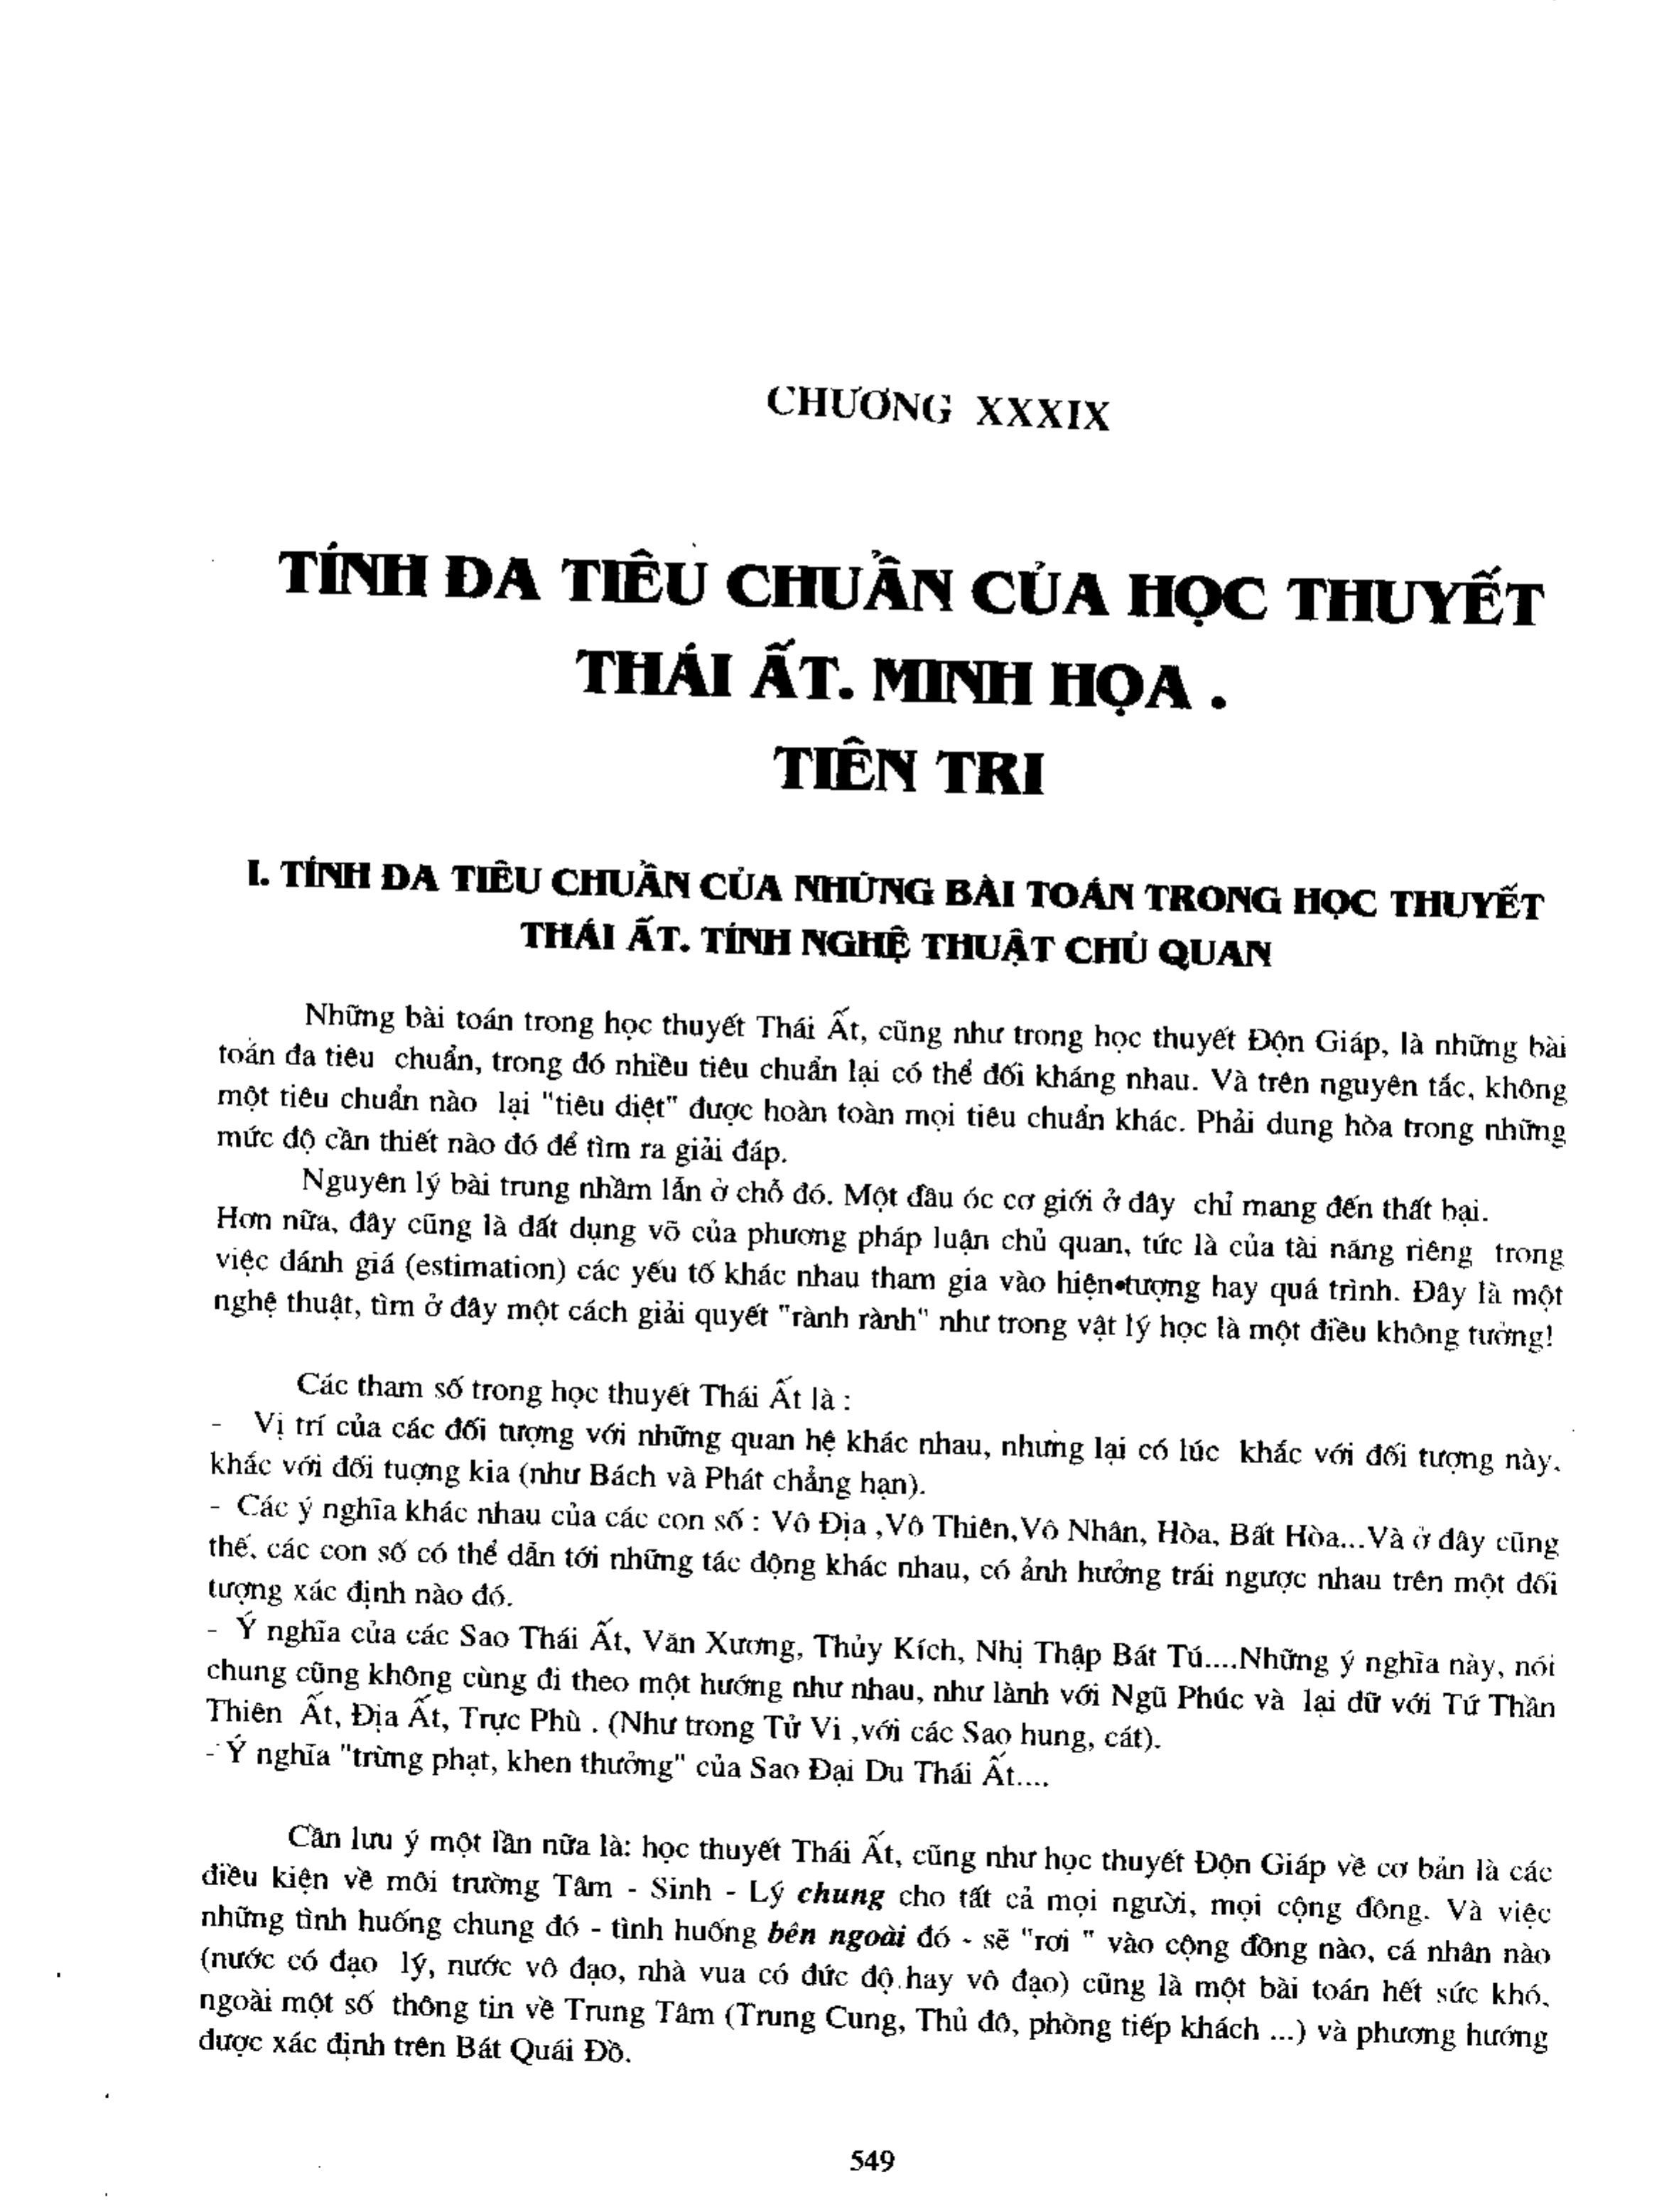 CHƯƠNG XXXIX
TÍNH ĐA TIÊU CHUẨN CỦA HỌC THUYẾT
THÁI ẤT. MINH HỌA .
TIÊN TRI
I. TÍNH ĐA TIÊU CHUẨN CỦA NHỮNG BÀI TOÁN TRONG HỌC THUYẾT
THÁI ẤT. TÍNH NGHỆ THUẬT CHỦ QUAN
Những bài toán trong học thuyết Thái Ất, cũng như trong học thuyết Độn Giáp, là những bài
toán đa tiêu chuẩn, trong đó nhiều tiêu chuẩn lại có thể đối kháng nhau. Và trên nguyên tắc, không
một tiêu chuẩn nào lại "tiêu diệt" được hoàn toàn mọi tiêu chuẩn khác. Phải dung hòa trong những
mức độ cần thiết nào đó để tìm ra giải đáp.
Nguyên lý bài trung nhầm lẫn ở chỗ đó. Một đầu óc cơ giới ở đây chỉ mang đến thất bại.
Hơn nữa, đây cũng là đất dụng võ của phương pháp luận chủ quan, tức là của tài năng riêng trong
việc đánh giá (estimation) các yếu tố khác nhau tham gia vào hiện tượng hay quá trình. Đây là một
nghệ thuật, tìm ở đây một cách giải quyết "rành rành" như trong vật lý học là một điều không tưởng!
Các tham số trong học thuyết Thái Ất là :
- Vị trí của các đối tượng với những quan hệ khác nhau, nhưng lại có lúc khắc với đối tượng này,
khắc với đối tuợng kia (như Bách và Phát chẳng hạn).
- Các ý nghĩa khác nhau của các con số : Vô Địa ,Vô Thiên,Vô Nhân, Hòa, Bất Hòa...Và ở đây cũng
thế, các con số có thể dẫn tới những tác động khác nhau, có ảnh hưởng trái ngược nhau trên một đối
tượng xác định nào đó.
- Ý nghĩa của các Sao Thái Ất, Văn Xương, Thủy Kích, Nhị Thập Bát Tú....Những ý nghĩa này, nói
chung cũng không cùng đi theo một hướng như nhau, như lành với Ngũ Phúc và lại dữ với Tứ Thần
Thiên Ất, Địa Ất, Trực Phù . (Như trong Tử Vi ,với các Sao hung, cát).
- Ý nghĩa "trừng phạt, khen thưởng" của Sao Đại Du Thái Ất....
Cần lưu ý một lần nữa là: học thuyết Thái Ất, cũng như học thuyết Độn Giáp về cơ bản là các
điều kiện về môi trường Tâm - Sinh - Lý chung cho tất cả mọi người, mọi cộng đồng. Và việc
những tình huống chung đó - tình huống bên ngoài đó - sẽ "rơi " vào cộng đồng nào, cá nhân nào
(nước có đạo lý, nước vô đạo, nhà vua có đức độ hay vô đạo) cũng là một bài toán hết sức khó,
ngoài một số thông tin về Trung Tâm (Trung Cung, Thủ đô, phòng tiếp khách ...) và phương hướng
được xác định trên Bát Quái Đồ.
549